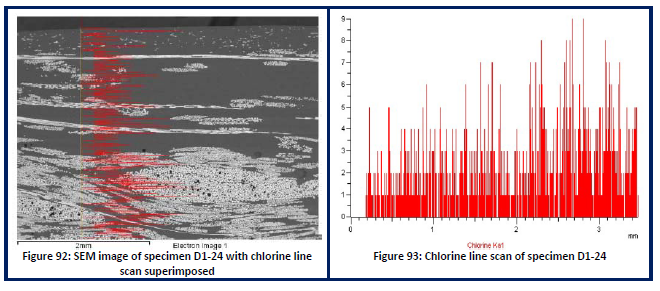 2mm
Electron Image 1
Figure 92: SEM image of specimen D1-24 with chlorine line
scan superimposed
9
8
7
6
5
4
3
2
1
0
0
1
2
3
mm
Chlorine Ka1
Figure 93: Chlorine line scan of specimen D1-24